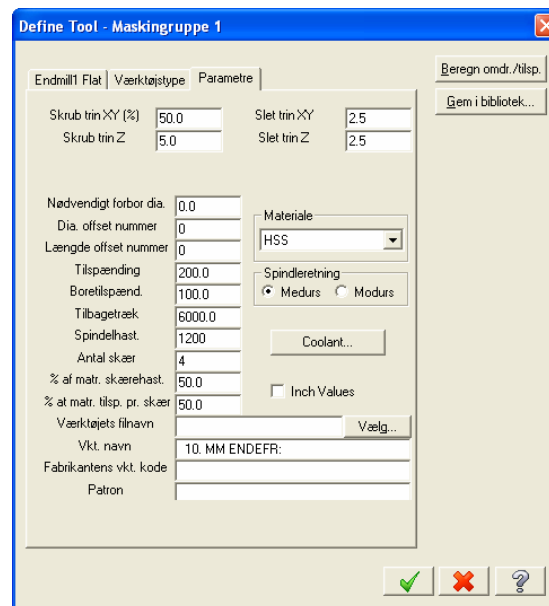 Define Tool - Maskingruppe 1
Endmill1 Flat Værktøjstype Parametre
Beregn omdr./tilsp.
Gem i bibliotek...
Skrub trin XY (%) 50.0 Slet trin XY 2.5
Skrub trin Z 5.0 Slet trin Z 2.5
Nødvendigt forbor dia. 0.0
Dia. offset nummer 0
Længde offset nummer 0
Tilspænding 200.0
Boretilspænd. 100.0
Tilbagetræk 6000.0
Spindelhast. 1200
Antal skær 4
% af matr. skærehast. 50.0
% at matr. tilsp. pr. skær 50.0
Materiale
HSS
Spindleretning
Medurs Modurs
Coolant...
Inch Values
Værktøjets filnavn Vælg...
Vkt. navn 10. MM ENDEFR:
Fabrikantens vkt. kode
Patron